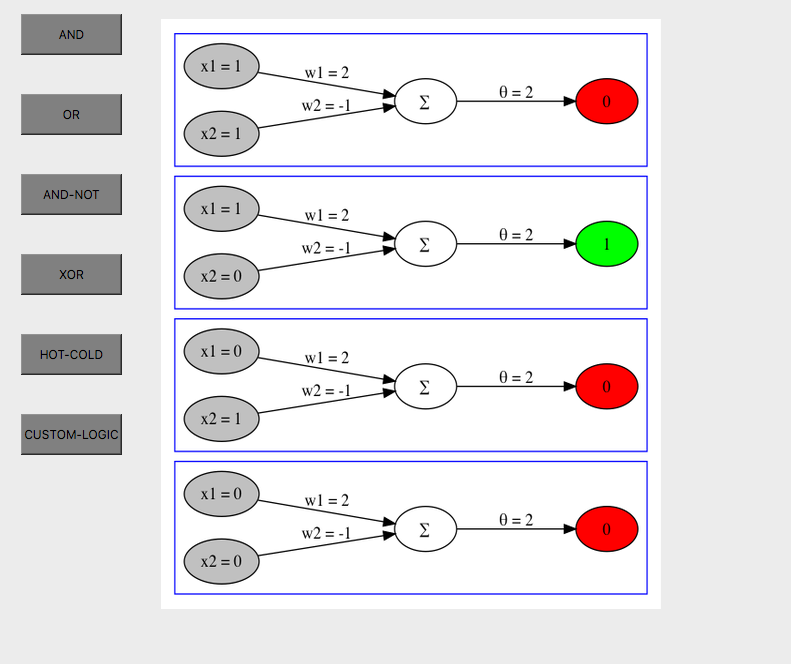 AND
OR
AND-NOT
XOR
HOT-COLD
CUSTOM-LOGIC
x1 = 1
w1 = 2
x2 = 1
w2 = -1
Σ
θ = 2
0
x1 = 1
w1 = 2
x2 = 0
w2 = -1
Σ
θ = 2
1
x1 = 0
w1 = 2
x2 = 1
w2 = -1
Σ
θ = 2
0
x1 = 0
w1 = 2
x2 = 0
w2 = -1
Σ
θ = 2
0